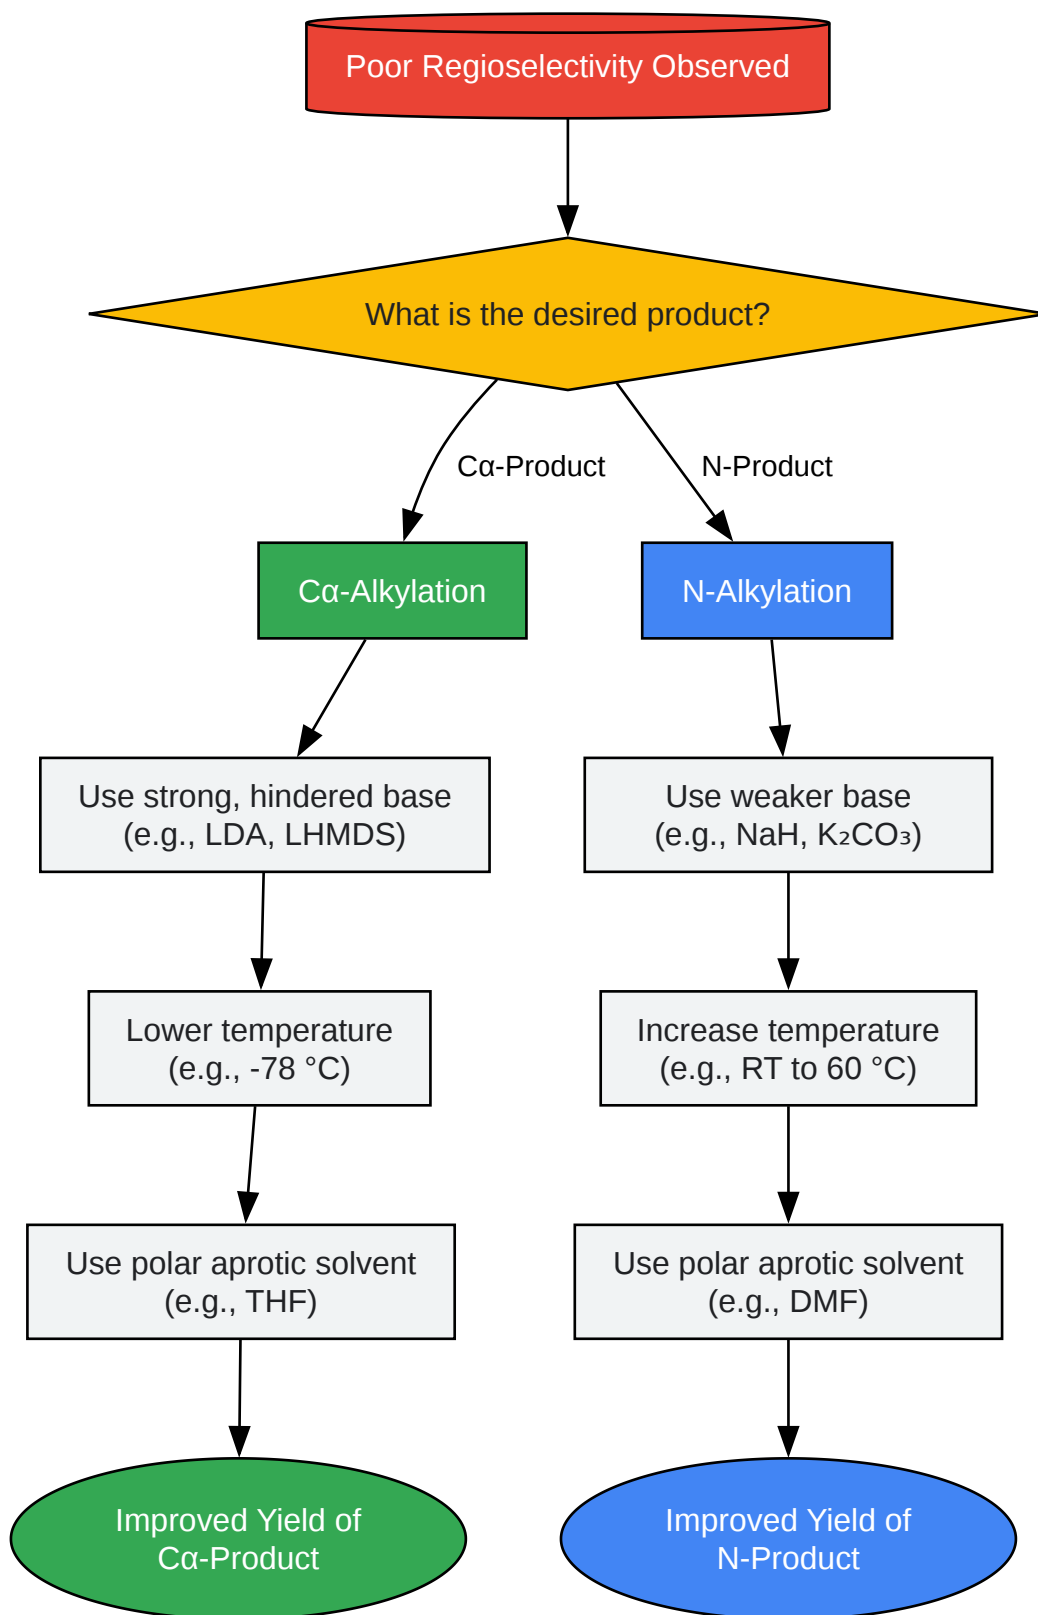 Poor Regioselectivity Observed
What is the desired product?
Cα-Product
N-Product
Cα-Alkylation
N-Alkylation
Use strong, hindered base
(e.g., LDA, LHMDS)
Use weaker base
(e.g., NaH, K₂CO₃)
Lower temperature
(e.g., -78 °C)
Increase temperature
(e.g., RT to 60 °C)
Use polar aprotic solvent
(e.g., THF)
Use polar aprotic solvent
(e.g., DMF)
Improved Yield of
Cα-Product
Improved Yield of
N-Product